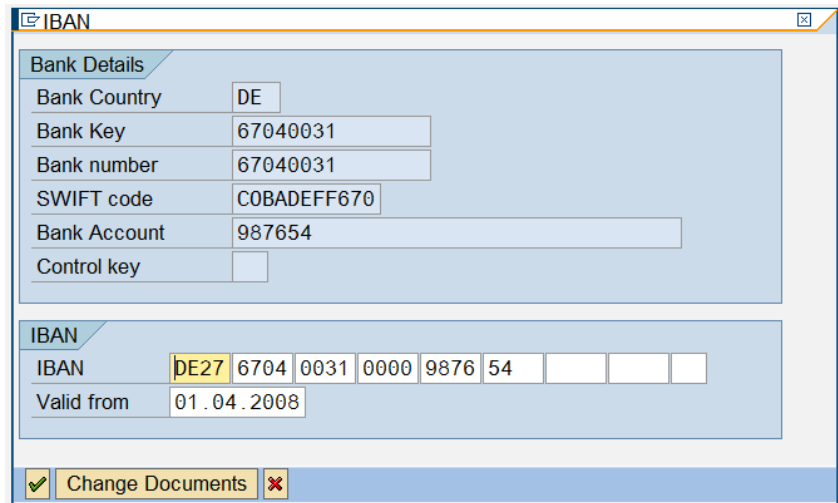 IBAN
Bank Details
Bank Country DE
Bank Key 67040031
Bank number 67040031
SWIFT code COBADEFF670
Bank Account 987654
Control key
IBAN
IBAN DE27 6704 0031 0000 9876 54
Valid from 01.04.2008
Change Documents